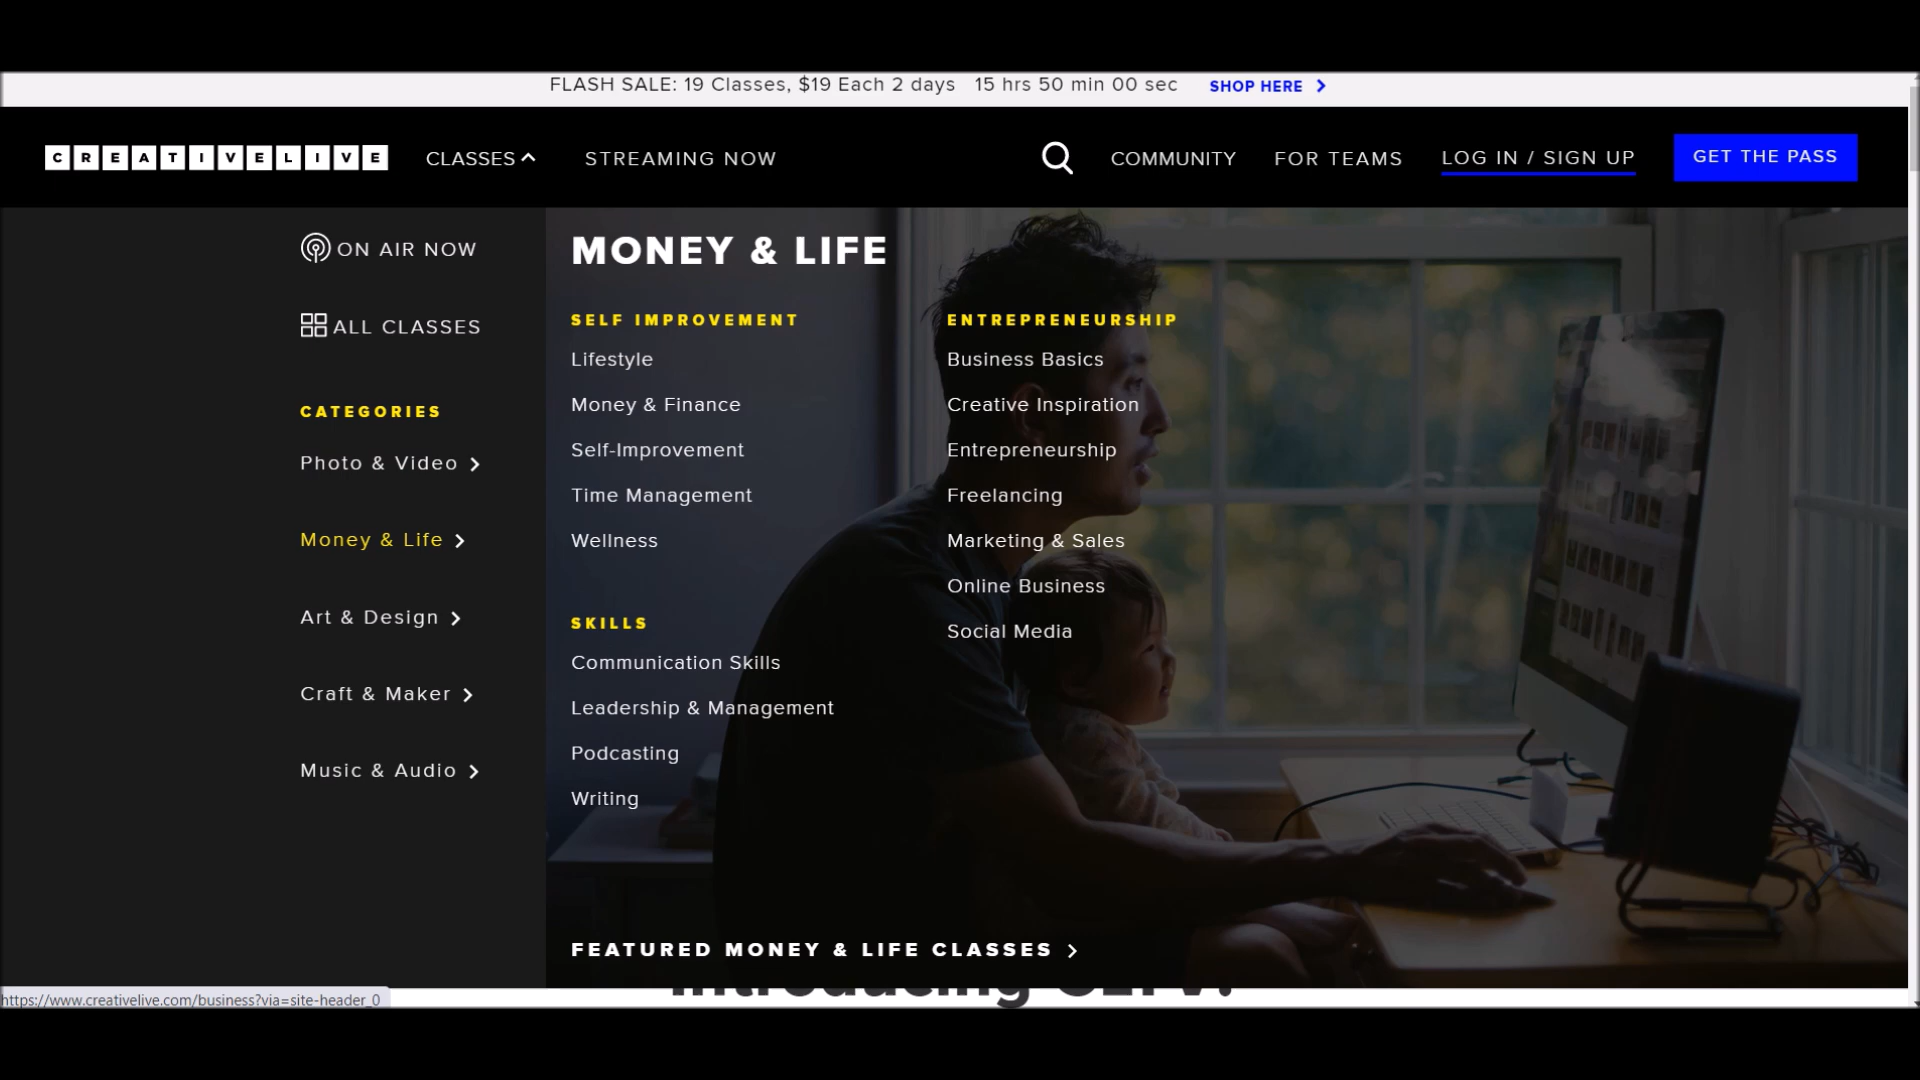 FLASH SALE: 19 Classes, $19 Each 2 days 15 hrs 50 min 00 sec SHOP HERE
CREATIVELIVE CLASSES STREAMING NOW COMMUNITY FOR TEAMS LOG IN / SIGN UP GET THE PASS
ON AIR NOW
ALL CLASSES
CATEGORIES
Photo & Video
Money & Life
Art & Design
Craft & Maker
Music & Audio
MONEY & LIFE
SELF IMPROVEMENT
Lifestyle
Money & Finance
Self-Improvement
Time Management
Wellness
SKILLS
Communication Skills
Leadership & Management
Podcasting
Writing
ENTREPRENEURSHIP
Business Basics
Creative Inspiration
Entrepreneurship
Freelancing
Marketing & Sales
Online Business
Social Media
FEATURED MONEY & LIFE CLASSES
Introducing
https://www.creativelive.com/business?via=site-header_0